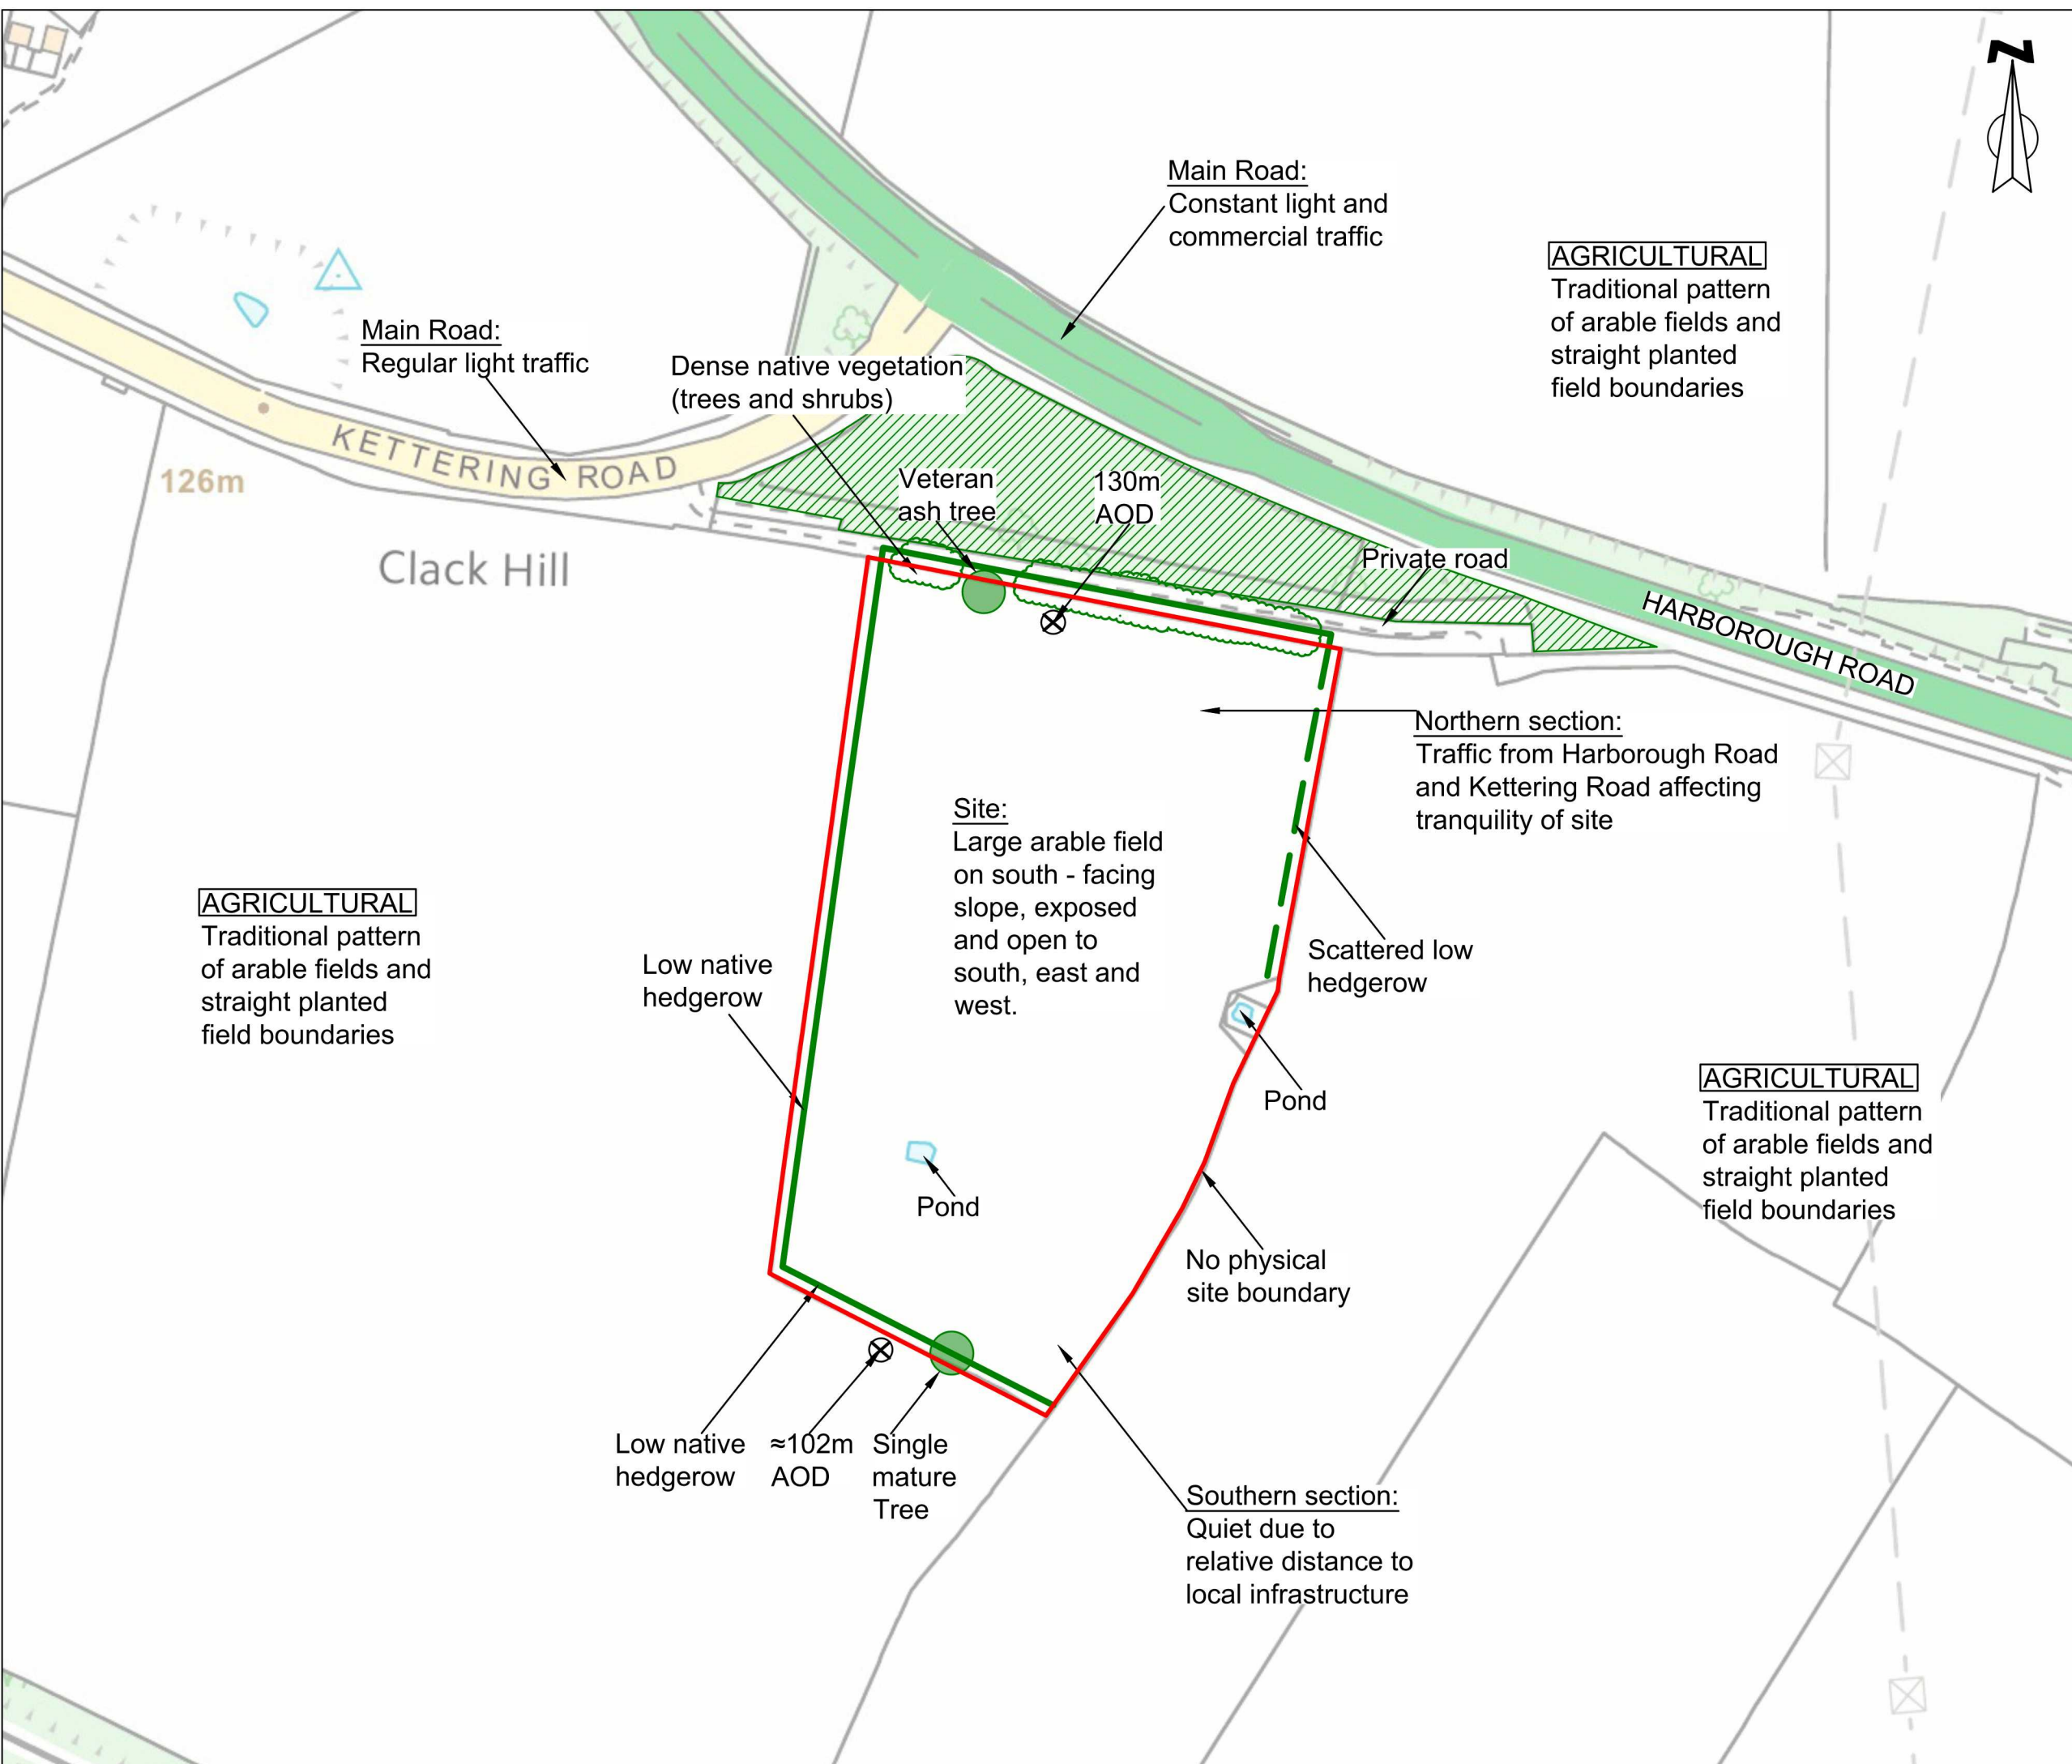 N
Main Road:
Constant light and
commercial traffic
AGRICULTURAL
Traditional pattern
of arable fields and
straight planted
field boundaries
Main Road:
Regular light traffic
Dense native vegetation
(trees and shrubs)
KETTERING ROAD
126m
Veteran
ash tree
130m
AOD
Clack Hill
Private road
HARBOROUGH ROAD
Northern section:
Traffic from Harborough Road
and Kettering Road affecting
tranquility of site
Site:
Large arable field
on south - facing
slope, exposed
and open to
south, east and
west.
AGRICULTURAL
Traditional pattern
of arable fields and
straight planted
field boundaries
Low native
hedgerow
Scattered low
hedgerow
Pond
AGRICULTURAL
Traditional pattern
of arable fields and
straight planted
field boundaries
Pond
No physical
site boundary
Low native
hedgerow
≈102m
AOD
Single
mature
Tree
Southern section:
Quiet due to
relative distance to
local infrastructure